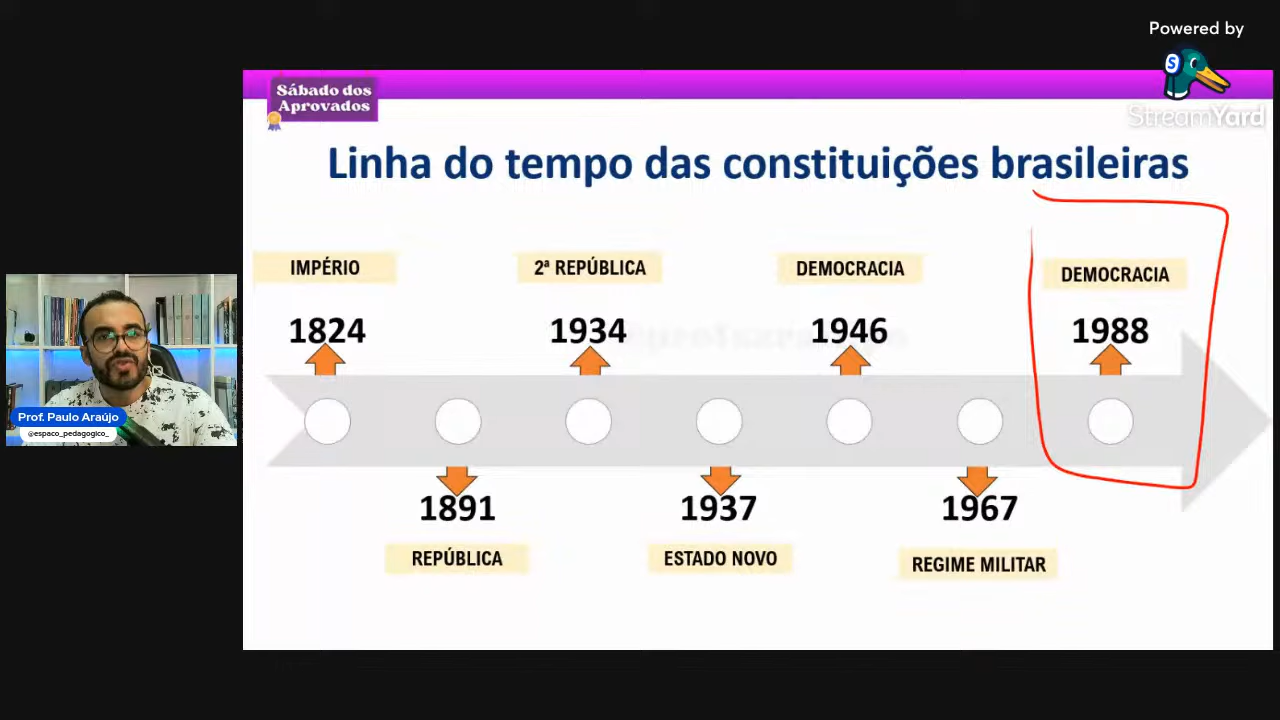 Powered by
StreamYard
Sábado dos
Aprovados
Linha do tempo das constituições brasileiras
IMPÉRIO
2ª REPÚBLICA
DEMOCRACIA
DEMOCRACIA
1824
1934
1946
1988
1891
1937
1967
REPÚBLICA
ESTADO NOVO
REGIME MILITAR
Prof. Paulo Araújo
@espaco_pedagogico_